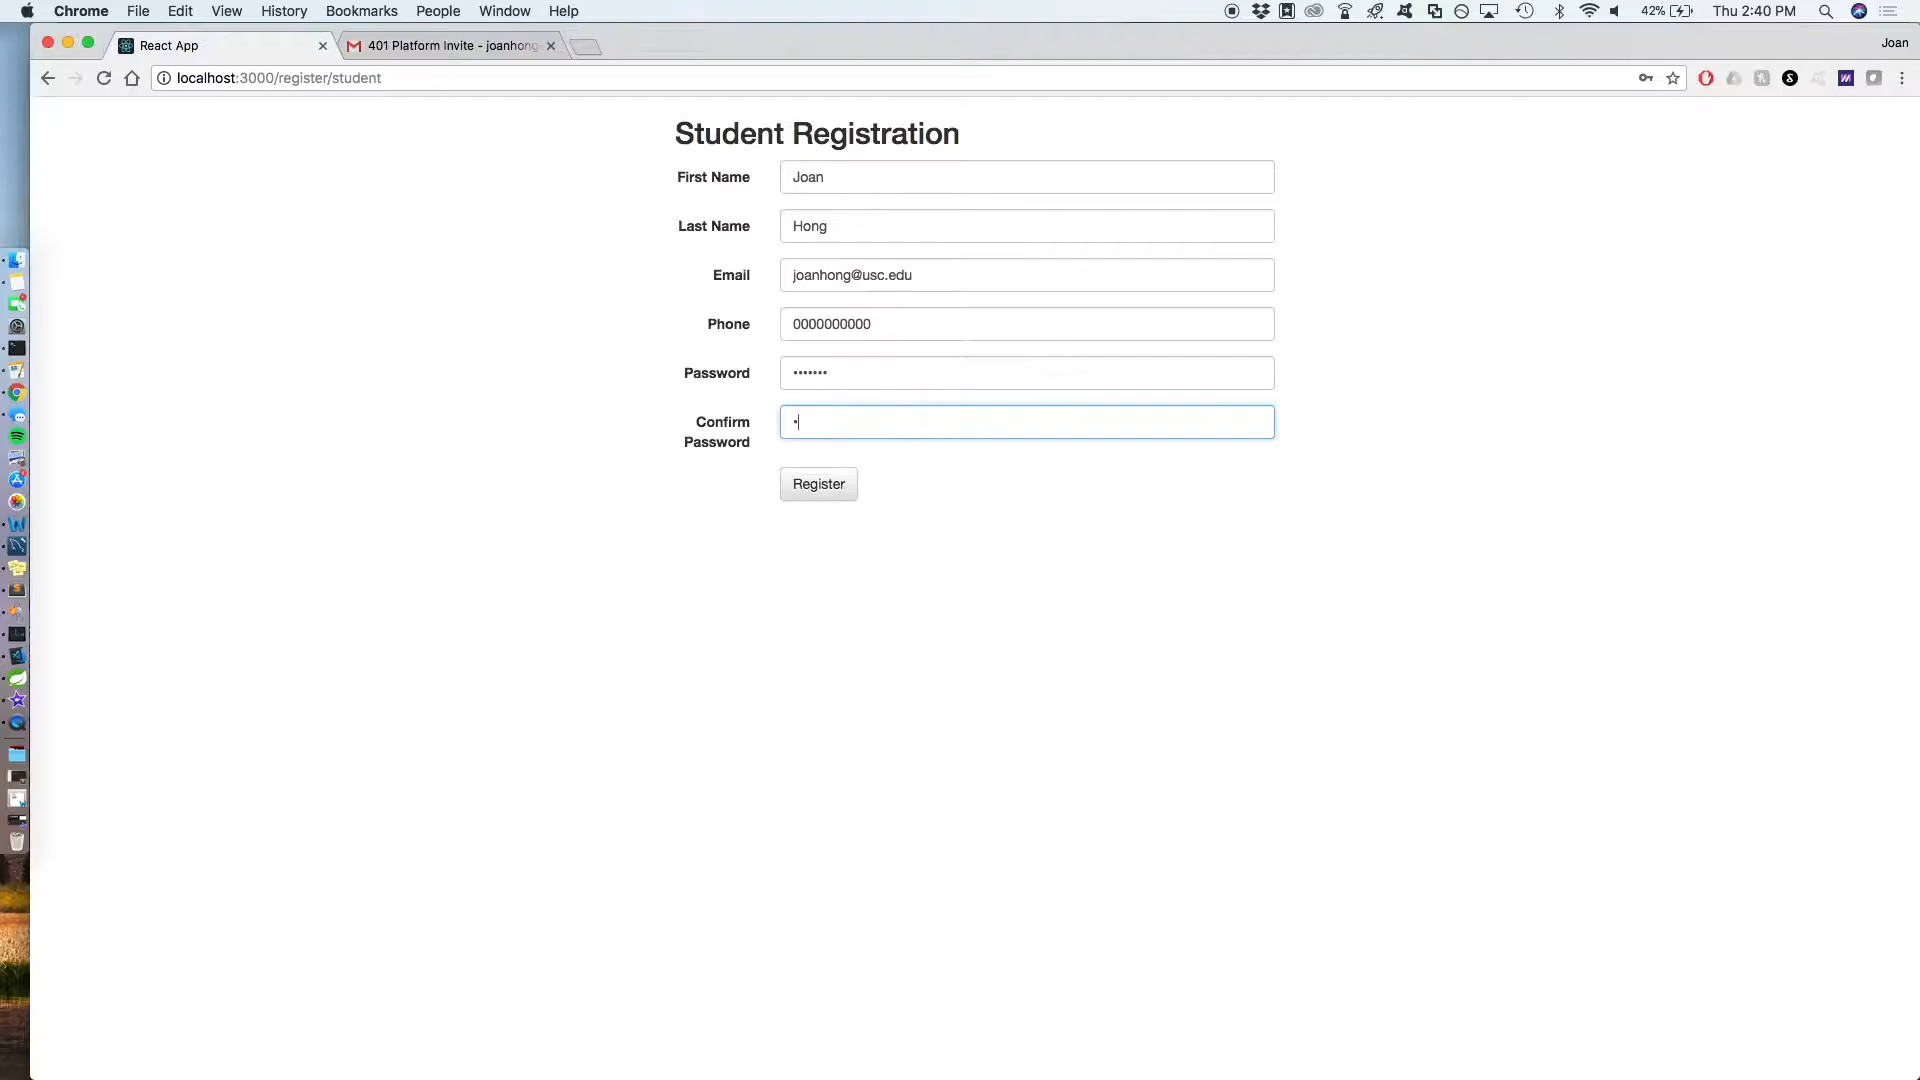 Chrome File Edit View History Bookmarks People Window Help 42% Thu 2:40 PM
React App 401 Platform Invite - joanhong Joan
localhost:3000/register/student
Student Registration
First Name Joan
Last Name Hong
Email joanhong@usc.edu
Phone 0000000000
Password •••••••
Confirm Password •
Register